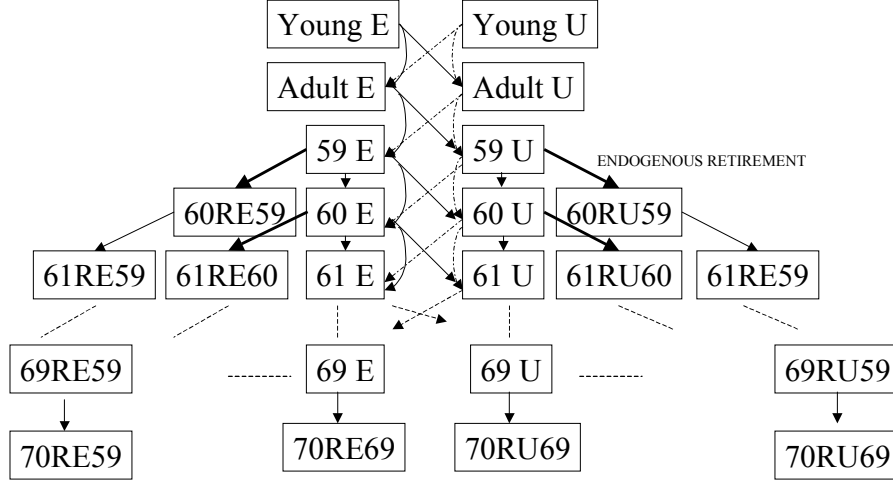 Young E Young U
Adult E Adult U
59 E 59 U ENDOGENOUS RETIREMENT
60RE59 60 E 60 U 60RU59
61RE59 61RE60 61 E 61 U 61RU60 61RE59
69RE59 69 E 69 U 69RU59
70RE59 70RE69 70RU69 70RU69